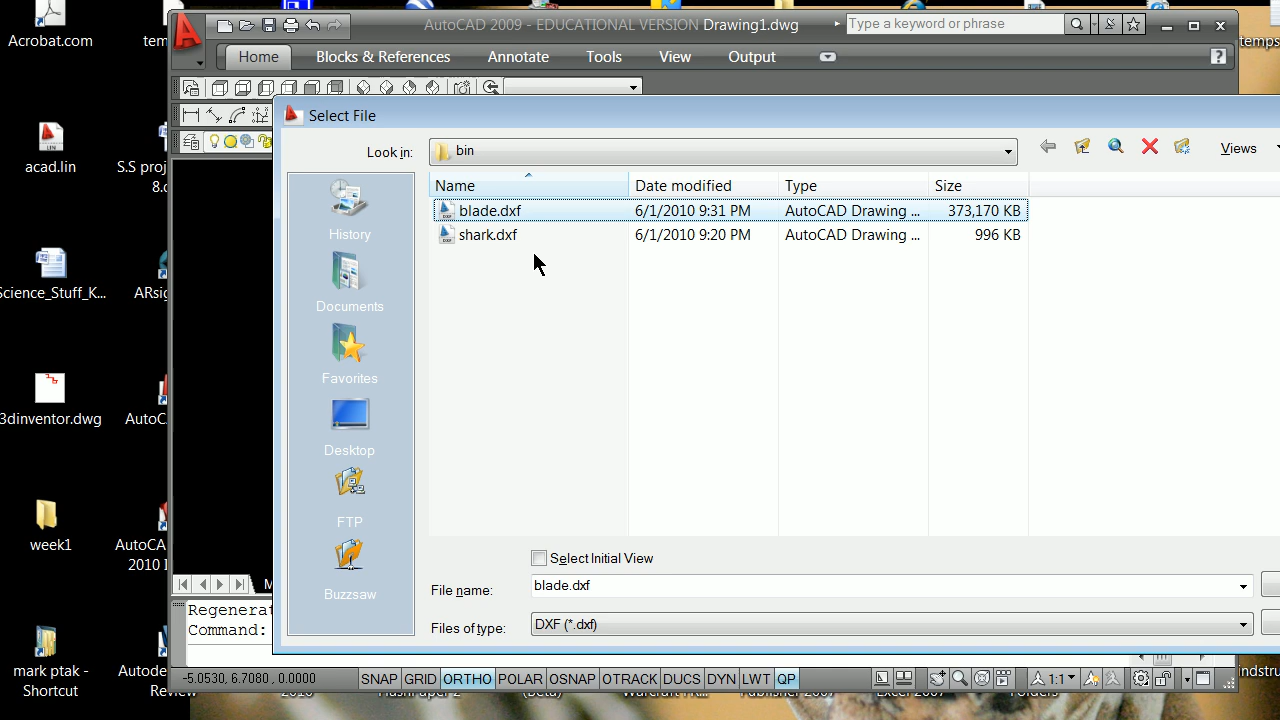 Acrobat.com
tem
AutoCAD 2009 - EDUCATIONAL VERSION Drawing1.dwg
Type a keyword or phrase
temps
Home
Blocks & References
Annotate
Tools
View
Output
Select File
Look in:
bin
Views
Name
Date modified
Type
Size
blade.dxf
6/1/2010 9:31 PM
AutoCAD Drawing ...
373,170 KB
shark.dxf
6/1/2010 9:20 PM
AutoCAD Drawing ...
996 KB
History
Documents
Favorites
Desktop
FTP
Buzzsaw
acad.lin
S.S proj
8.
Science_Stuff_K...
ARsig
3dinventor.dwg
AutoC
week1
AutoCA
2010 I
mark ptak -
Shortcut
Autode
Re
Select Initial View
File name:
blade.dxf
Files of type:
DXF (*.dxf)
M
Regenerat
Command:
-5.0530, 6.7080 , 0.0000
SNAP GRID ORTHO POLAR OSNAP OTRACK DUCS DYN LWT QP
1:1
indstru